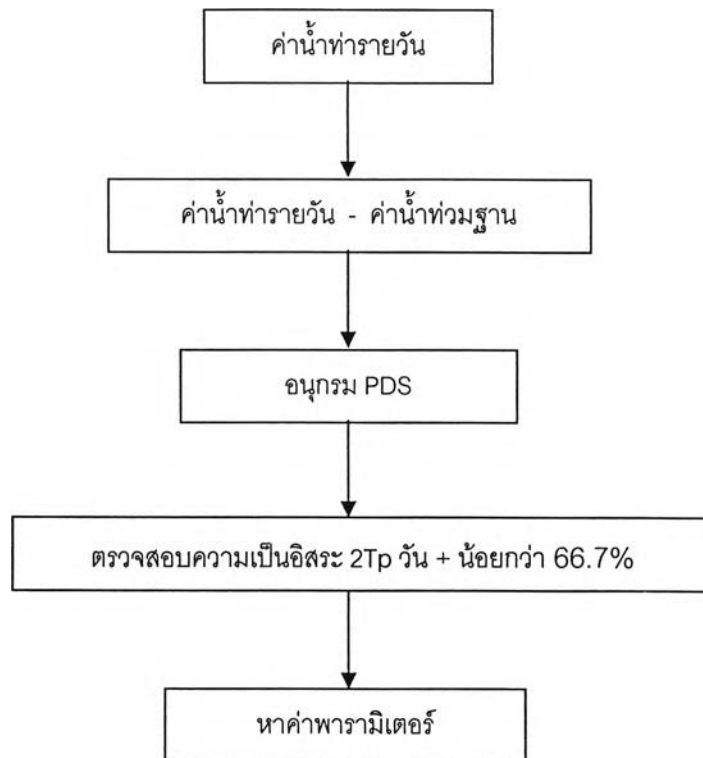 ค่าน้ำท่ารายวัน
ค่าน้ำท่ารายวัน - ค่าน้ำท่วมฐาน
อนุกรม PDS
ตรวจสอบความเป็นอิสระ 2Tp วัน + น้อยกว่า 66.7%
หาค่าพารามิเตอร์